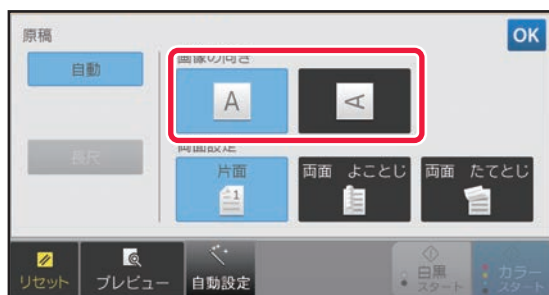 原稿
OK
自動
画像の向き
A
A
長尺
両面設定
片面
両面 よことじ
両面 たてとじ
1
リセット
プレビュー
自動設定
白黒
スタート
カラー
スタート